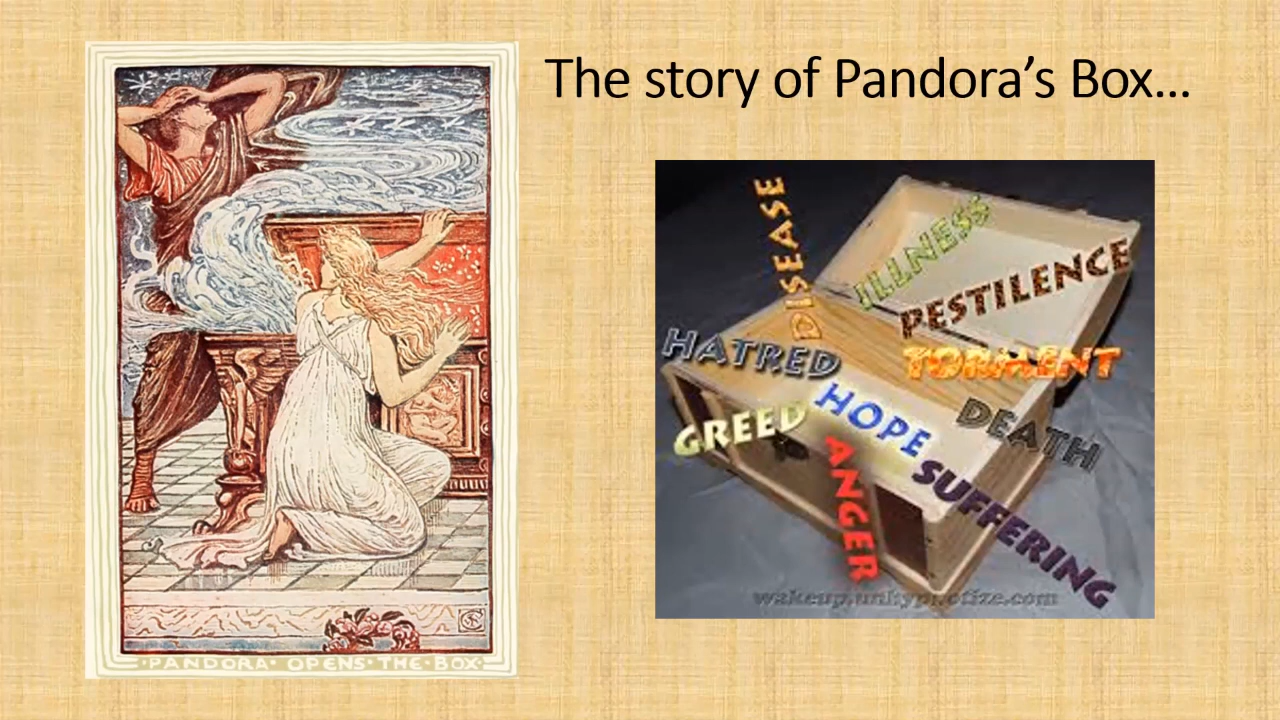 The story of Pandora's Box...
DISEASE
ILLNESS
PESTILENCE
HATRED
TORMENT
GREED
HOPE
DEATH
ANGER
SUFFERING
·PANDORA· OPENS·THE·BOX·